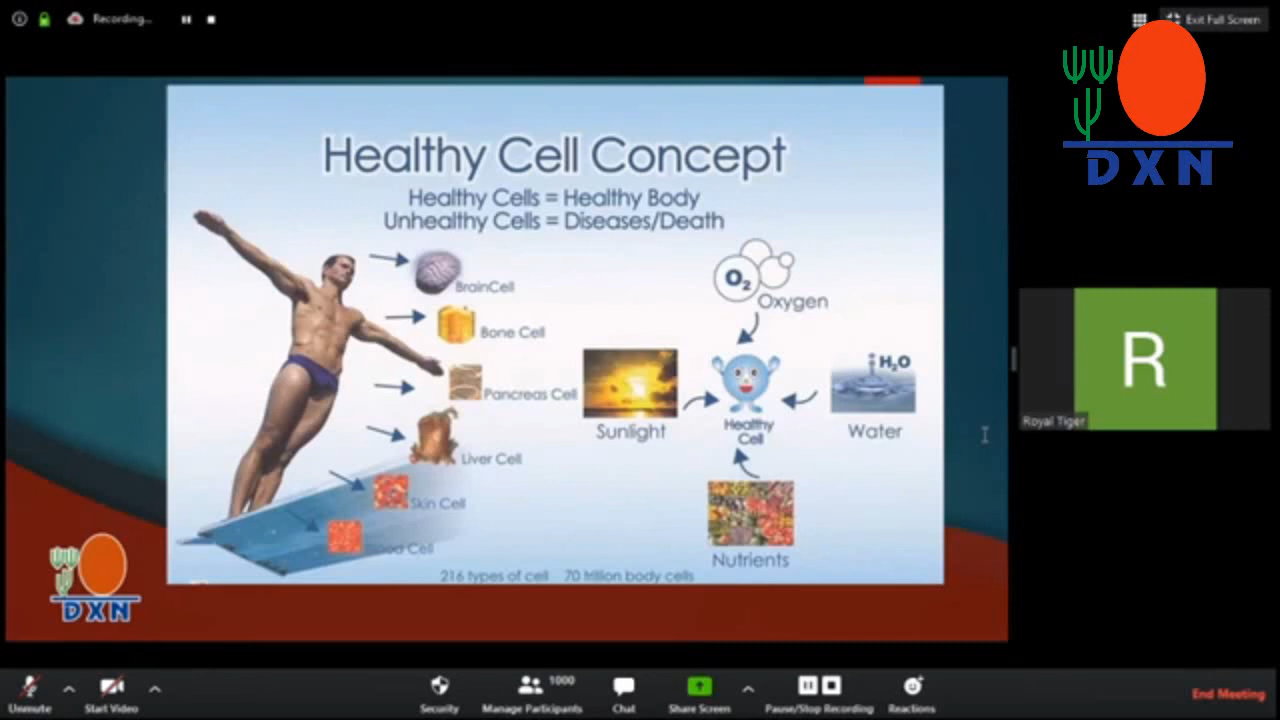 Recording...
Exit Full Screen
DXN
Healthy Cell Concept
Healthy Cells = Healthy Body
Unhealthy Cells = Diseases/Death
BrainCell
Bone Cell
Pancreas Cell
Liver Cell
Skin Cell
Blood Cell
O2
Oxygen
Sunlight
Healthy
Cell
H2O
Water
Nutrients
216 types of cell 70 trillion body cells
DXN
R
Royal Tiger
Unmute
Start Video
Security
Manage Participants
1000
Chat
Share Screen
Pause/Stop Recording
Reactions
End Meeting